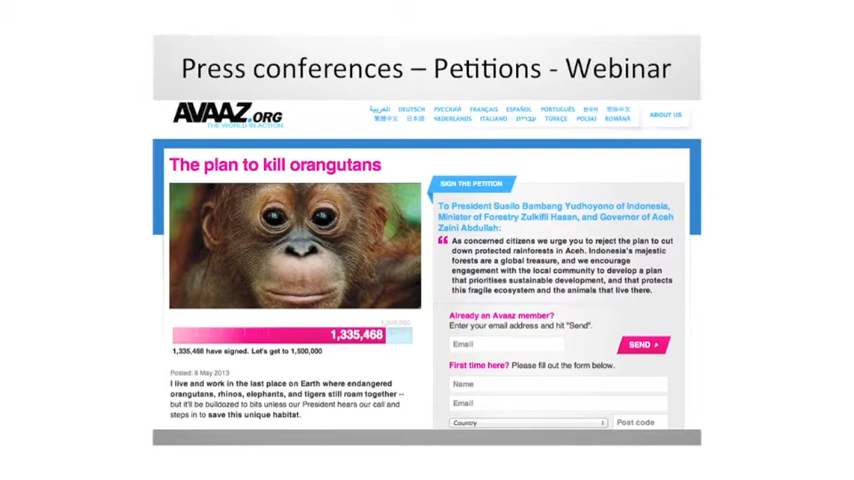 Press conferences – Petitions - Webinar
AVAAZ.ORG
THE WORLD IN ACTION
العربية DEUTSCH РУССКИЙ FRANÇAIS ESPAÑOL PORTUGUÊS 한국어 简体中文
繁體中文 日本語 NEDERLANDS ITALIANO עברית TÜRKÇE POLSKI ROMÂNĂ
ABOUT US
The plan to kill orangutans
1,500,000
1,335,468
1,335,468 have signed. Let's get to 1,500,000
Posted: 8 May 2013
I live and work in the last place on Earth where endangered
orangutans, rhinos, elephants, and tigers still roam together --
but it'll be bulldozed to bits unless our President hears our call and
steps in to save this unique habitat.
SIGN THE PETITION
To President Susilo Bambang Yudhoyono of Indonesia,
Minister of Forestry Zulkifli Hasan, and Governor of Aceh
Zaini Abdullah:
As concerned citizens we urge you to reject the plan to cut
down protected rainforests in Aceh. Indonesia's majestic
forests are a global treasure, and we encourage
engagement with the local community to develop a plan
that prioritises sustainable development, and that protects
this fragile ecosystem and the animals that live there.
Already an Avaaz member?
Enter your email address and hit "Send".
Email
SEND
First time here? Please fill out the form below.
Name
Email
Country
Post code